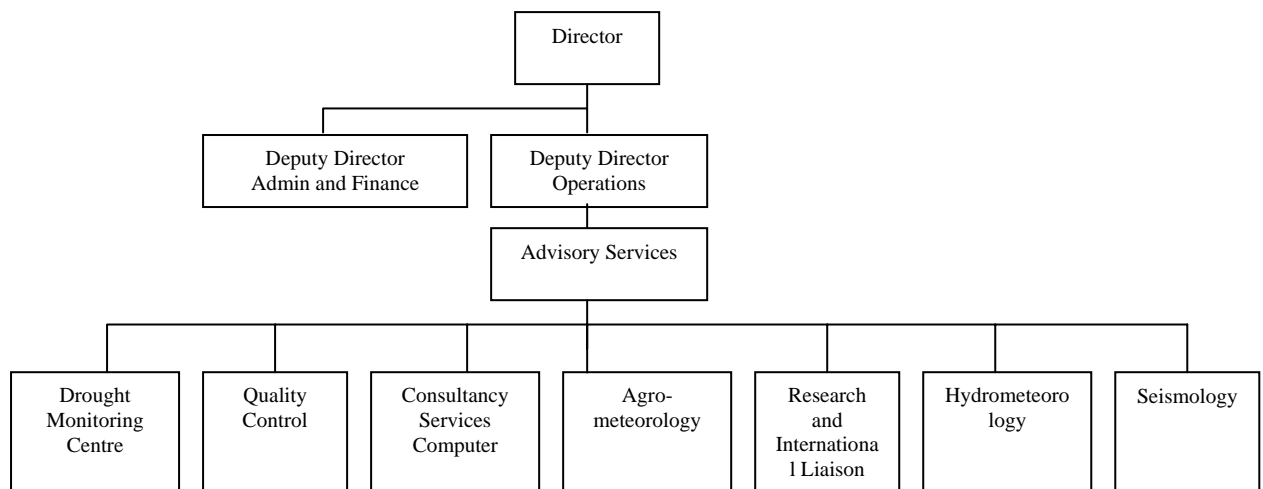 Director
Deputy Director
Admin and Finance
Deputy Director
Operations
Advisory Services
Drought
Monitoring
Centre
Quality
Control
Consultancy
Services
Computer
Agro-
meteorology
Research
and
Internationa
l Liaison
Hydrometeoro
logy
Seismology